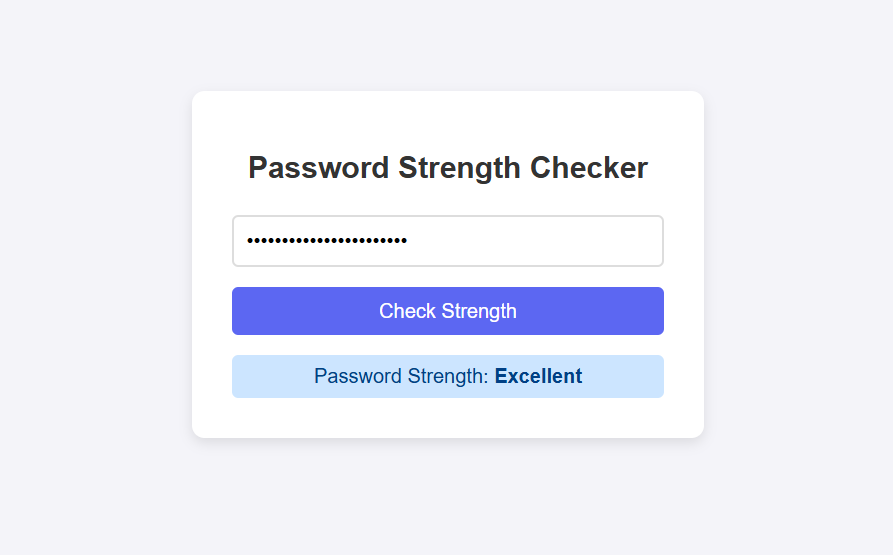 Password Strength Checker
•••••••••••••••••••••••
Check Strength
Password Strength: Excellent